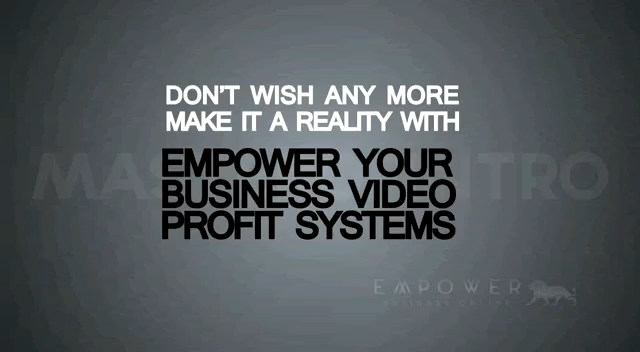 DON'T WISH ANY MORE
MAKE IT A REALITY WITH
EMPOWER YOUR
BUSINESS VIDEO
PROFIT SYSTEMS
EMPOWER